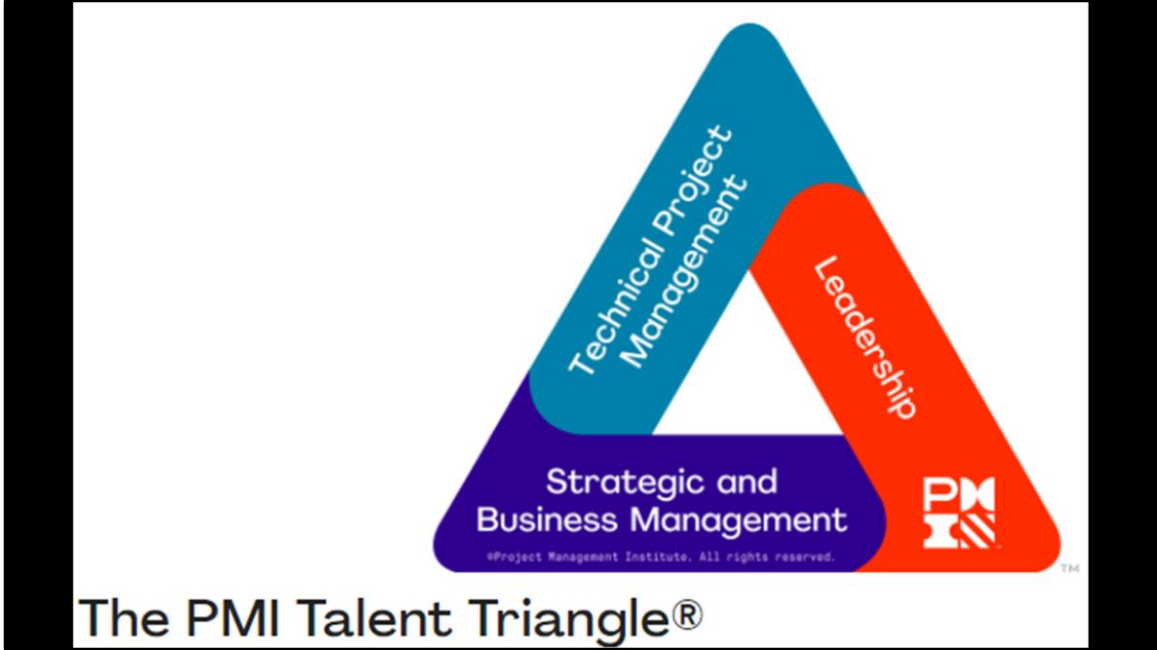 Technical Project
Management
Leadership
Strategic and
Business Management
©Project Management Institute. All rights reserved.
PMI
TM
The PMI Talent Triangle®